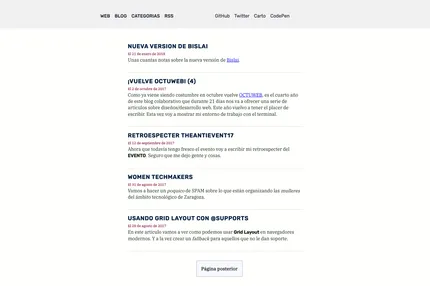 WEB BLOG CATEGORIAS RSS GitHub Twitter Carto CodePen
NUEVA VERSION DE BISLAI
El 11 de enero de 2018
Unas cuantas notas sobre la nueva versión de Bislai.
¡VUELVE OCTUWEB! (4)
El 2 de octubre de 2017
Como ya viene siendo costumbre en octubre vuelve OCTUWEB, es el cuarto año
de este blog colaborativo que durante 21 días nos va a ofrecer una serie de
artículos sobre diseño/desarrollo web. Este año vuelvo a tener el placer de
escribir. Esta vez voy a mostrar mi entorno de trabajo con el terminal.
RETROESPECTER THEANTIEVENT17
El 12 de septiembre de 2017
Ahora que todavía tengo fresco el evento voy a escribir mi retroespecter del
EVENTO. Seguro que me dejo gente y cosas.
WOMEN TECHMAKERS
de agosto de 2017
Vamos a hacer un poquico de SPAM sobre lo que están organizando las mujeres
del ámbito tecnológico de Zaragoza.
USANDO GRID LAYOUT CON @SUPPORTS
de agosto de 2017
En este artículo vamos a ver como podemos usar Grid Layout en navegadores
modernos. Y a la vez crear un fallback para aquellos que no le dan soporte.
Página posterior